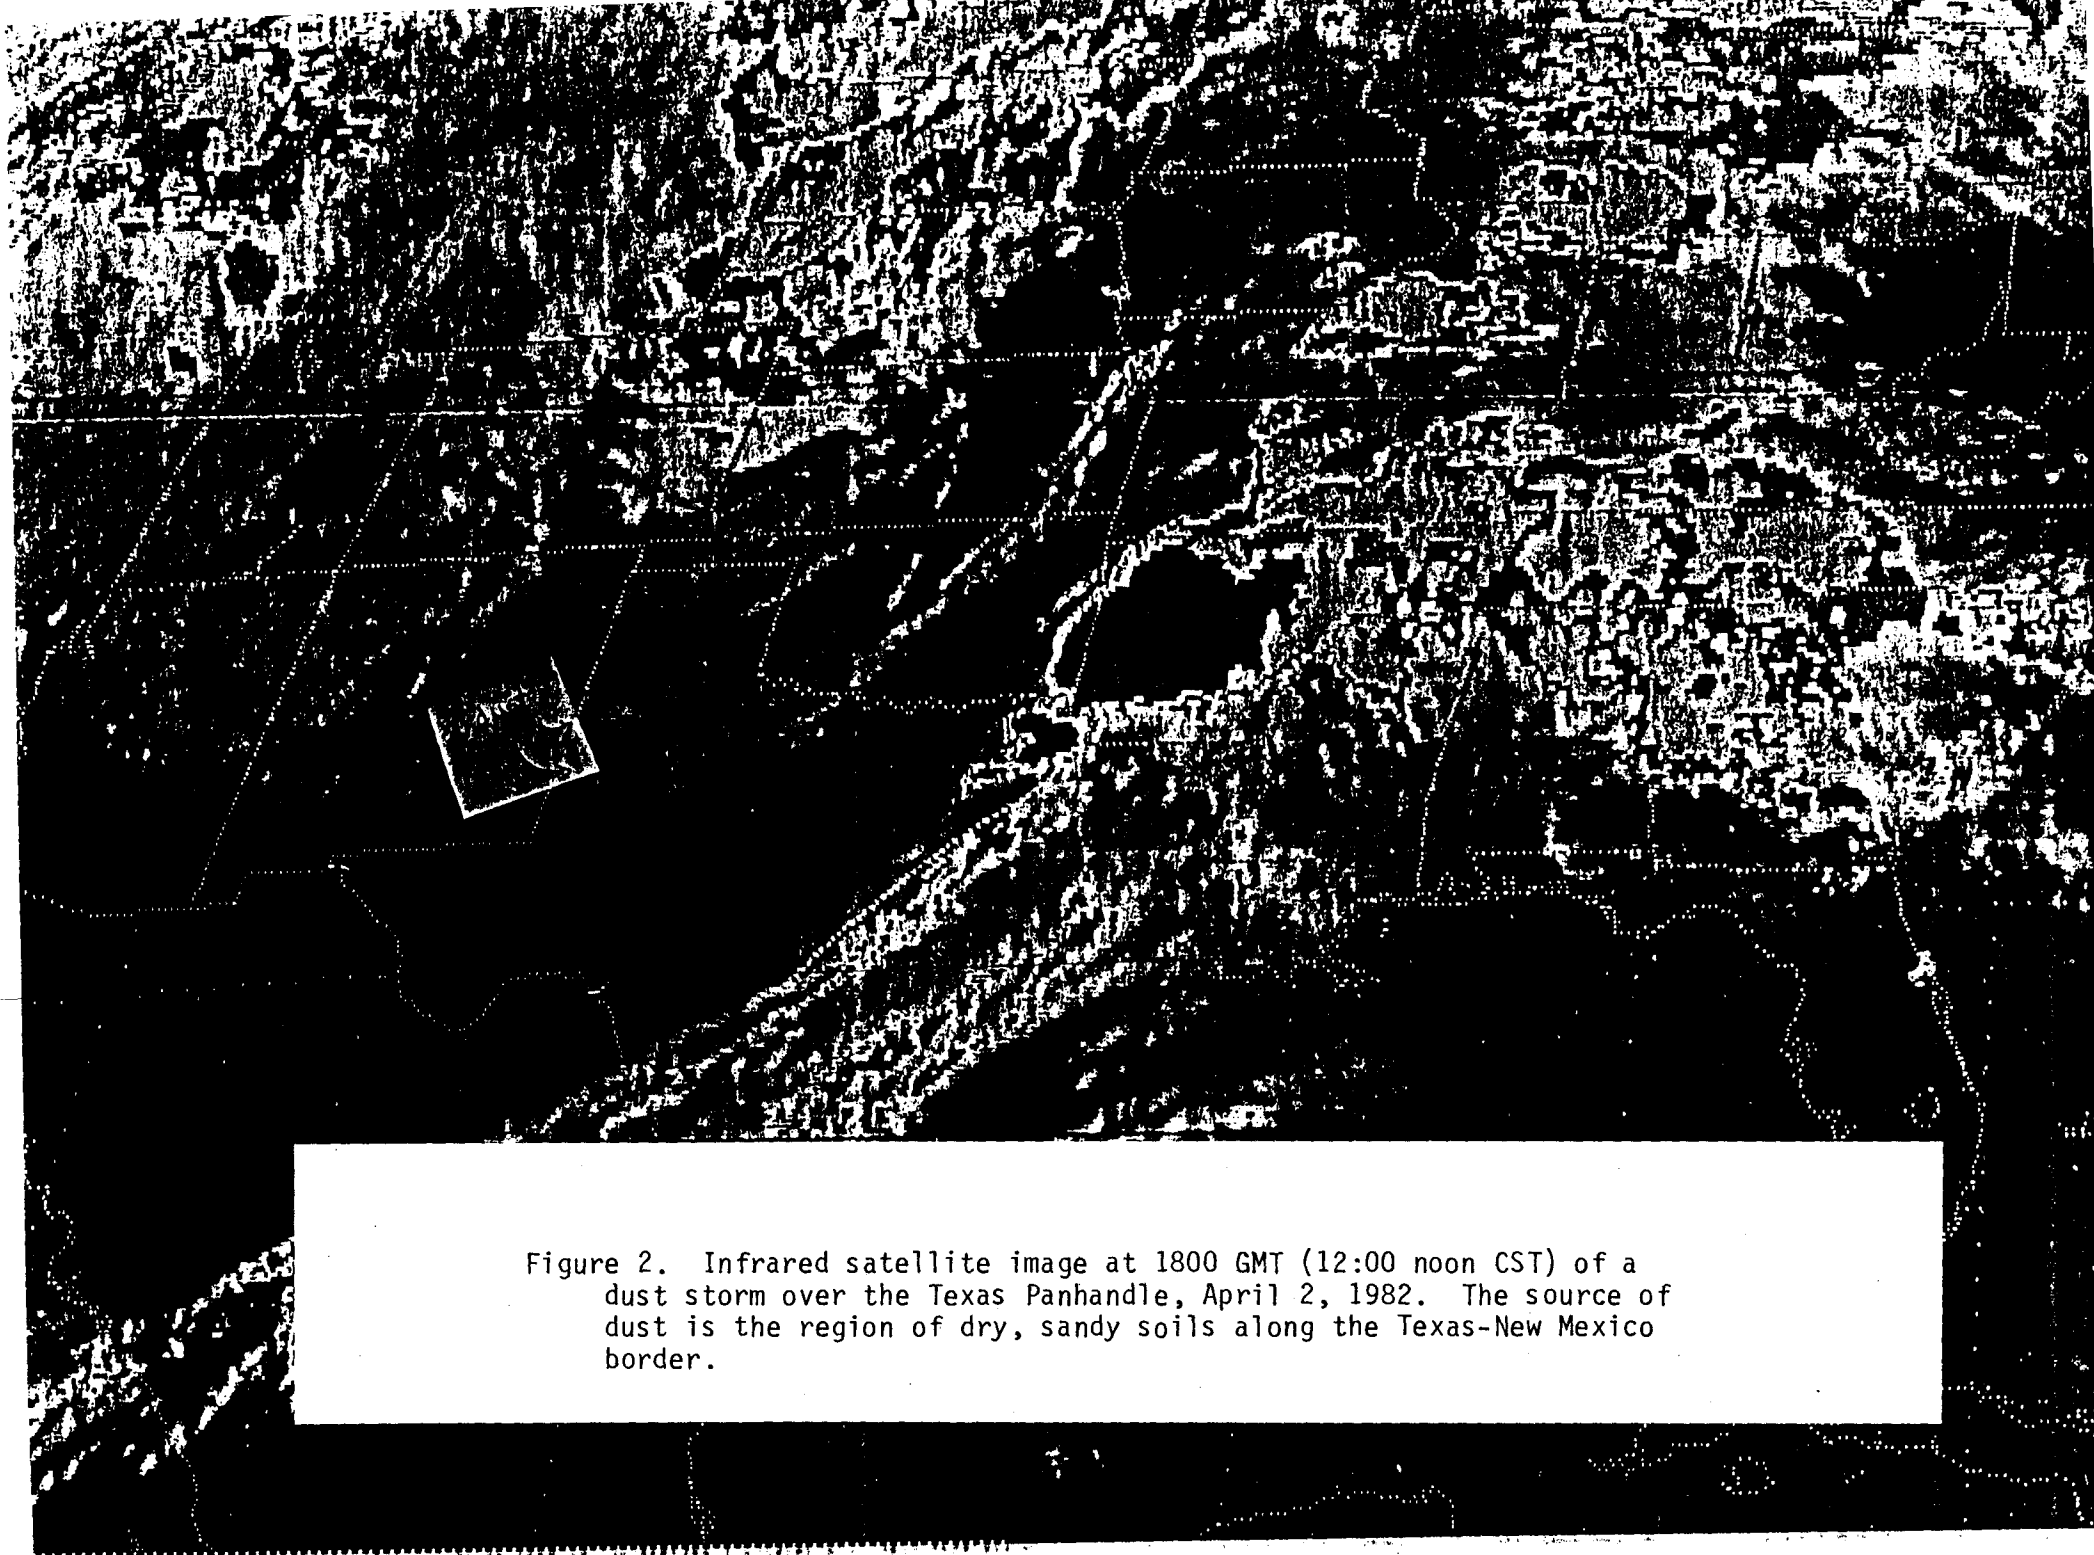 Figure 2. Infrared satellite image at 1800 GMT (12:00 noon CST) of a
dust storm over the Texas Panhandle, April 2, 1982. The source of
dust is the region of dry, sandy soils along the Texas-New Mexico
border.